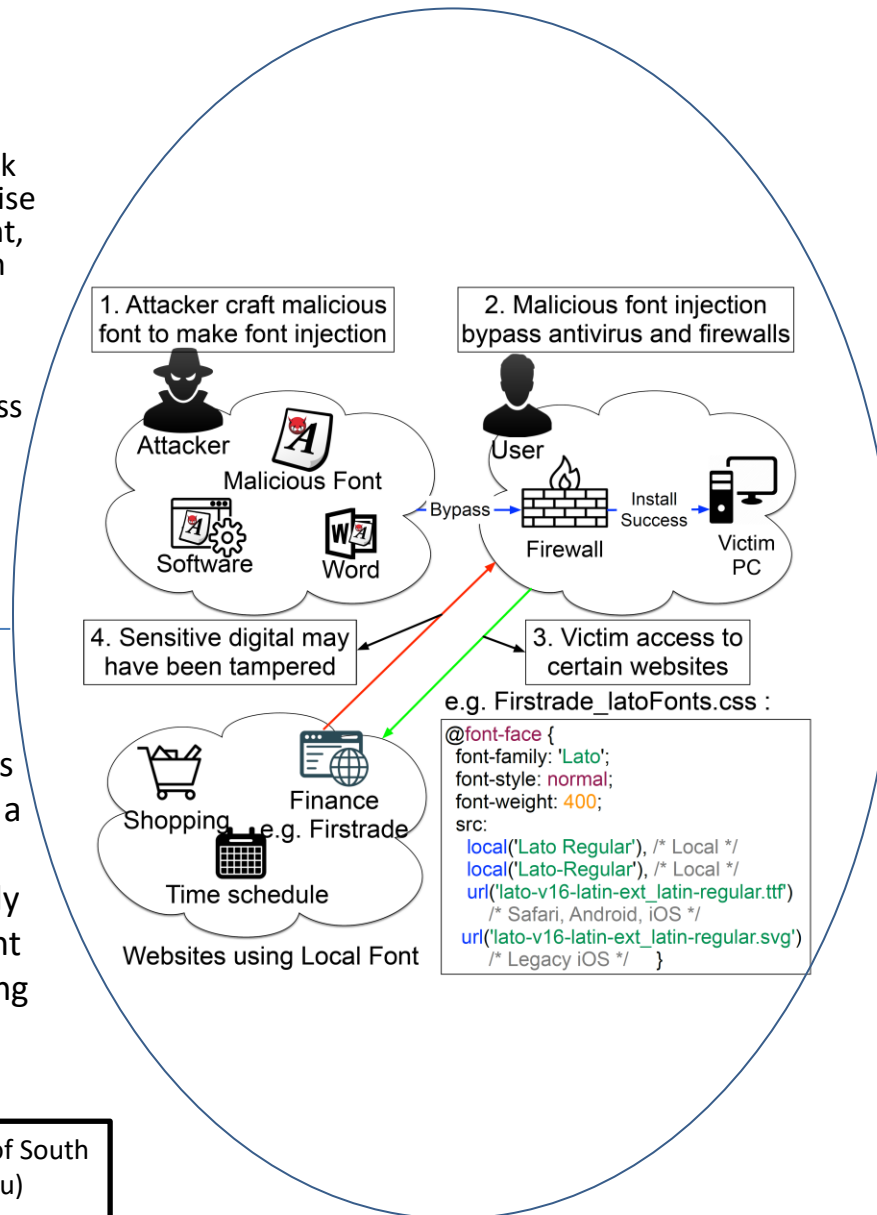 k
ise
nt,
n
ss
1. Attacker craft malicious
font to make font injection
2. Malicious font injection
bypass antivirus and firewalls
Attacker
Malicious Font
Software
Word
Bypass
User
Firewall
Install
Success
Victim
PC
4. Sensitive digital may
have been tampered
3. Victim access to
certain websites
e.g. Firstrade_latoFonts.css :
@font-face {
font-family: 'Lato';
font-style: normal;
font-weight: 400;
src:
local('Lato Regular'), /* Local */
local('Lato-Regular'), /* Local */
url('lato-v16-latin-ext_latin-regular.ttf')
/* Safari, Android, iOS */
url('lato-v16-latin-ext_latin-regular.svg')
/* Legacy iOS */ }
Shopping
Finance
e.g. Firstrade
Time schedule
Websites using Local Font
s
a
ly
nt
ng
of South
u)